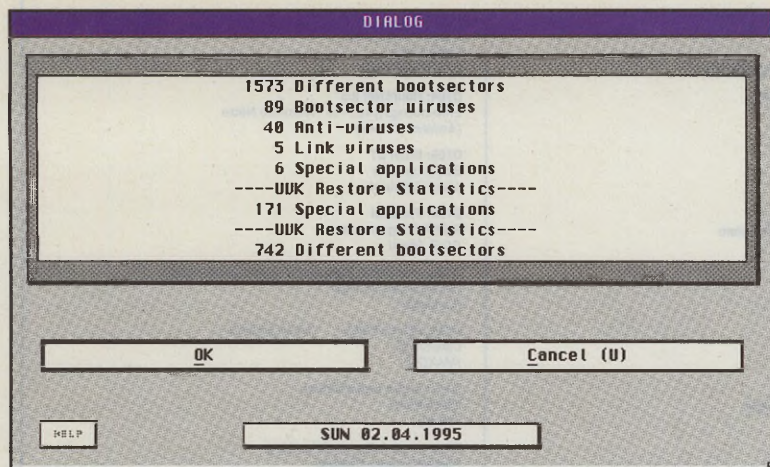 DIALOG
1573 Different bootsectors
89 Bootsector viruses
40 Anti-viruses
5 Link viruses
6 Special applications
----UVK Restore Statistics----
171 Special applications
----UVK Restore Statistics----
742 Different bootsectors
OK
Cancel (U)
HELP
SUN 02.04.1995